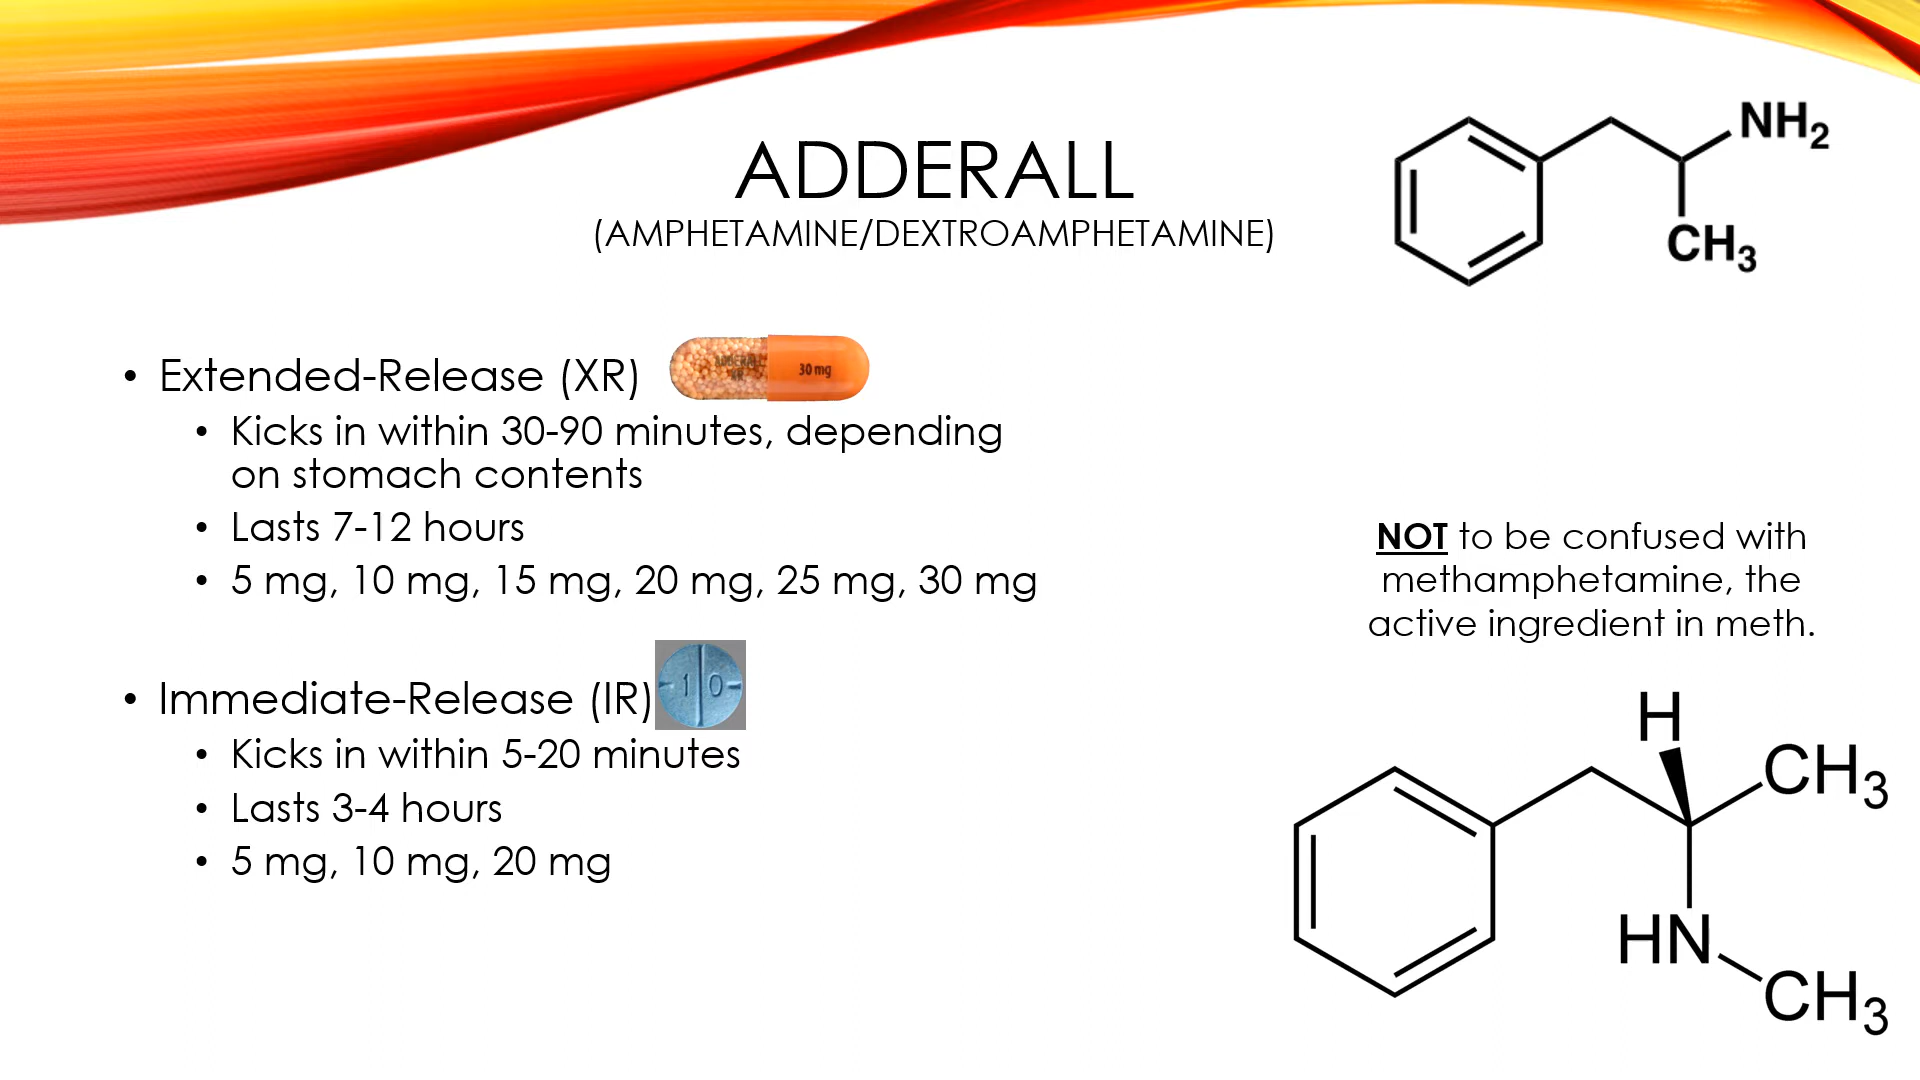 ADDERALL
(AMPHETAMINE/DEXTROAMPHETAMINE)
NH2
CH3
• Extended-Release (XR)
ADDERALL
XR
30 mg
• Kicks in within 30-90 minutes, depending
on stomach contents
• Lasts 7-12 hours
• 5 mg, 10 mg, 15 mg, 20 mg, 25 mg, 30 mg
• Immediate-Release (IR)
1 0
• Kicks in within 5-20 minutes
• Lasts 3-4 hours
• 5 mg, 10 mg, 20 mg
NOT to be confused with
methamphetamine, the
active ingredient in meth.
H
CH3
HN
CH3